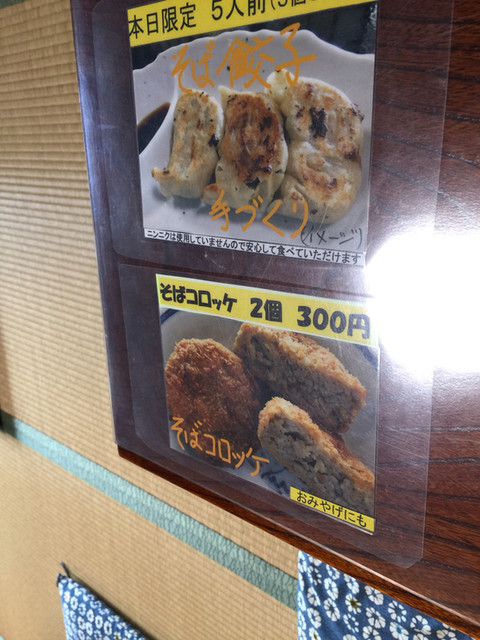 本日限定 5人前(5個
そば餃子
手づくり
(イメージ)
ニンニクは使用していませんので安心して食べていただけます
そばコロッケ 2個 300円
そばコロッケ
おみやげにも